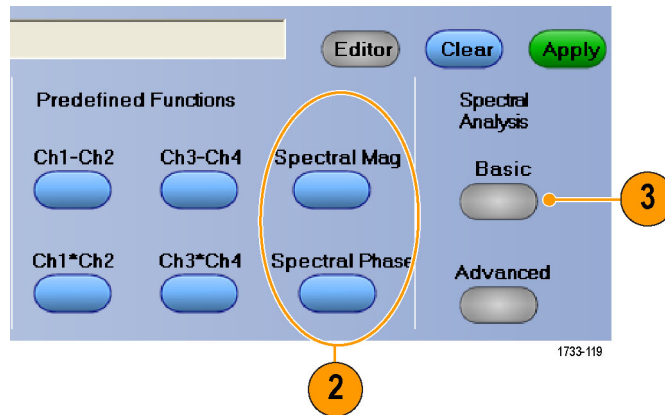 Editor Clear Apply
Predefined Functions
Spectral
Analysis
Ch1-Ch2 Ch3-Ch4 Spectral Mag
Basic
3
Ch1*Ch2 Ch3*Ch4 Spectral Phase
Advanced
1733-119
2